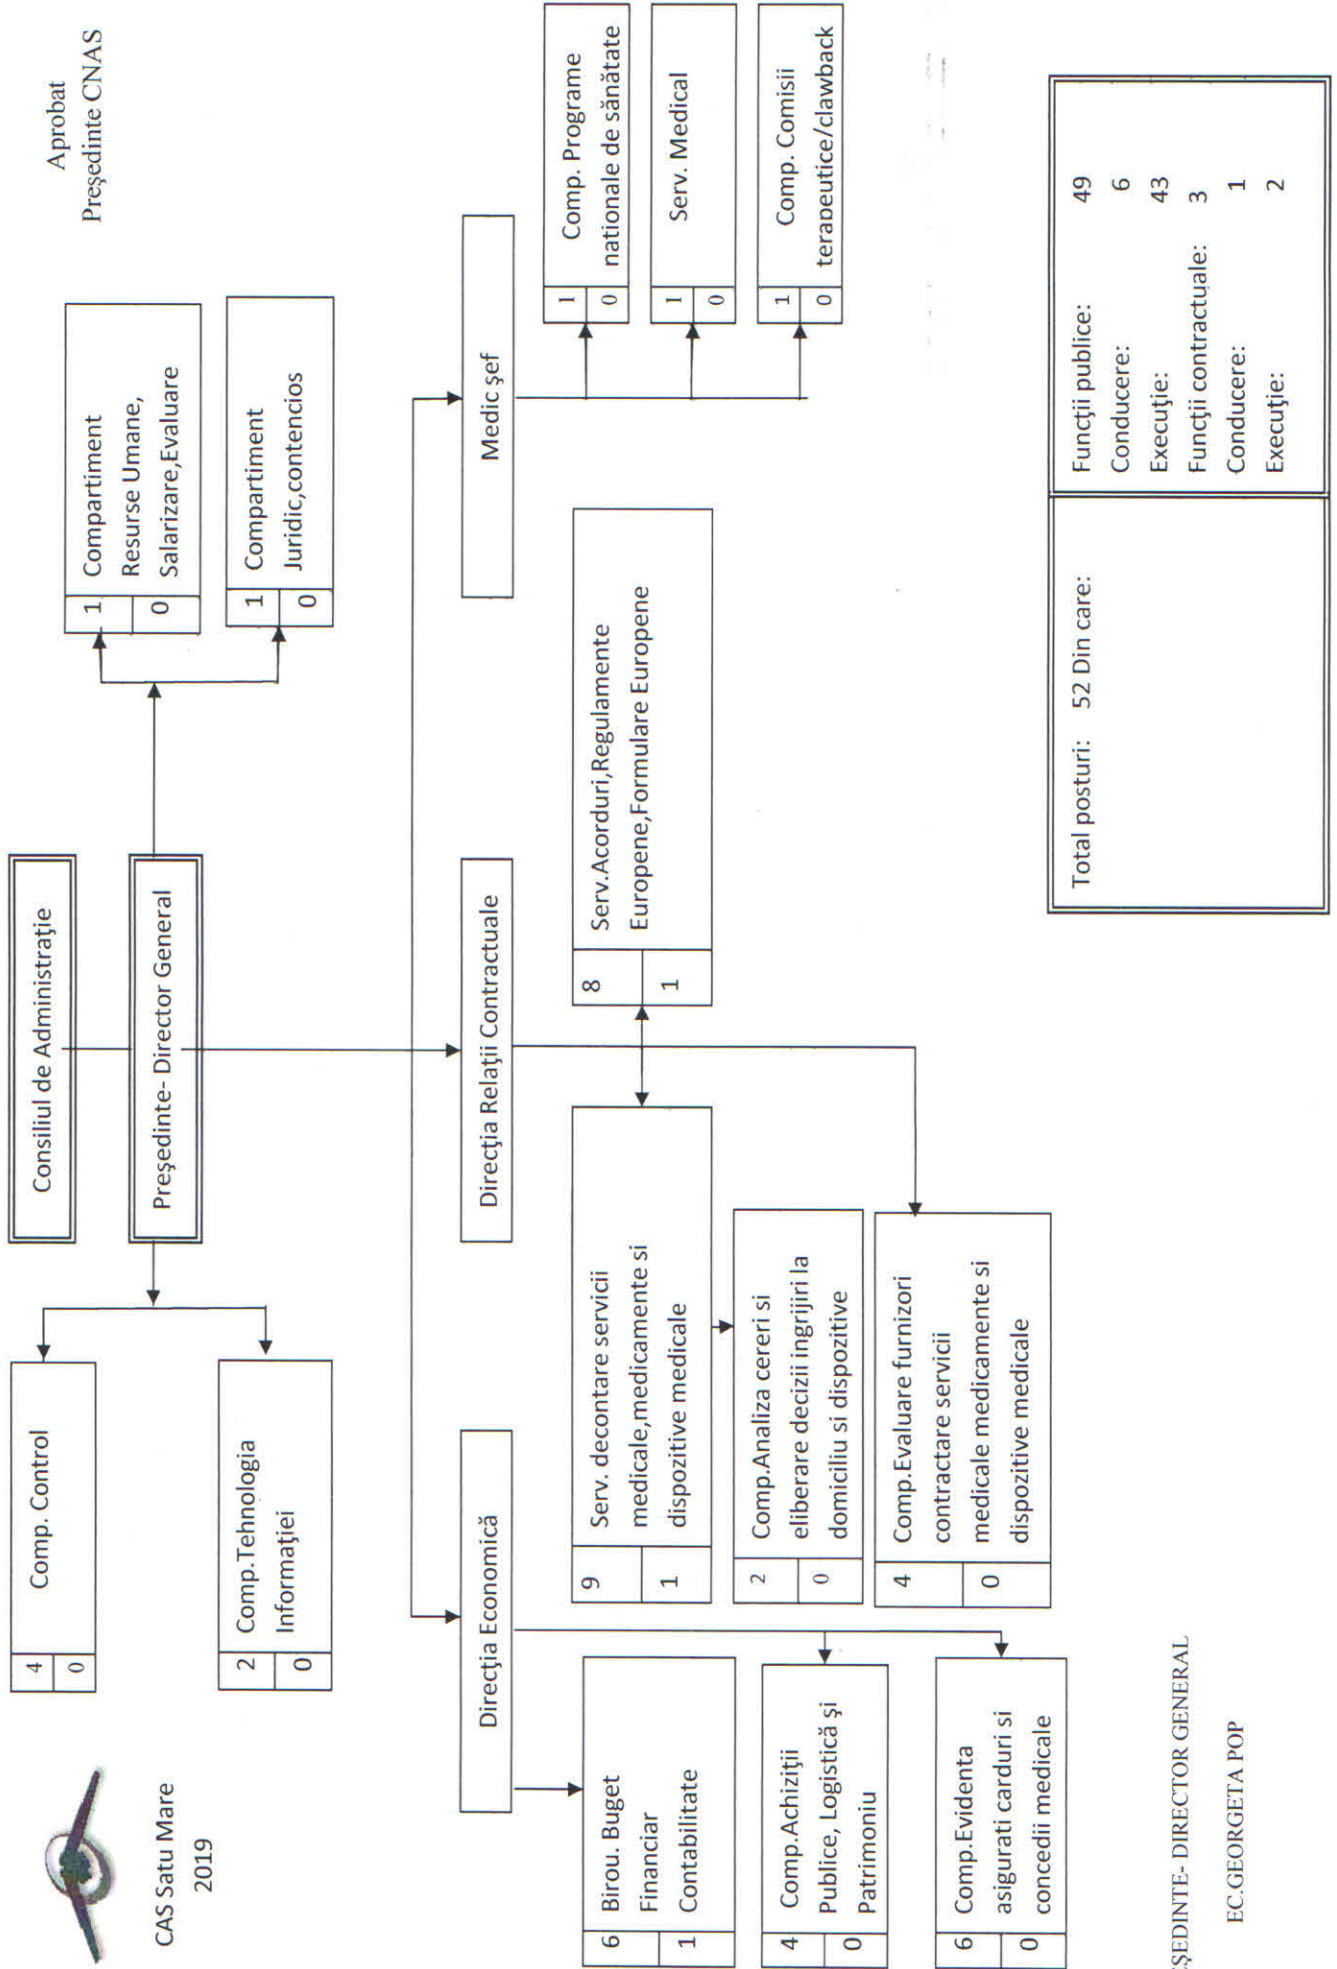 Aprobat
Preşedinte CNAS
CAS Satu Mare
2019
Consiliul de Administraţie
Preşedinte- Director General
4
0
Comp. Control
2
0
Comp.Tehnologia
Informaţiei
1
0
Compartiment
Resurse Umane,
Salarizare,Evaluare
1
0
Compartiment
Juridic,contencios
Direcţia Economică
Direcţia Relaţii Contractuale
Medic şef
6
1
Birou. Buget
Financiar
Contabilitate
4
0
Comp.Achiziţii
Publice, Logistică şi
Patrimoniu
6
0
Comp.Evidenta
asigurati carduri si
concedii medicale
9
1
Serv. decontare servicii
medicale,medicamente si
dispozitive medicale
2
0
Comp.Analiza cereri si
eliberare decizii ingrijiri la
domiciliu si dispozitive
4
0
Comp.Evaluare furnizori
contractare servicii
medicale medicamente si
dispozitive medicale
8
1
Serv.Acorduri,Regulamente
Europene,Formulare Europene
1
0
Comp. Programe
nationale de sănătate
1
0
Serv. Medical
1
0
Comp. Comisii
terapeutice/clawback
Total posturi: 52 Din care:
Funcţii publice: 49
Conducere: 6
Execuţie: 43
Funcţii contractuale: 3
Conducere: 1
Execuţie: 2
DIRECTOR GENERAL
EC.GEORGETA POP